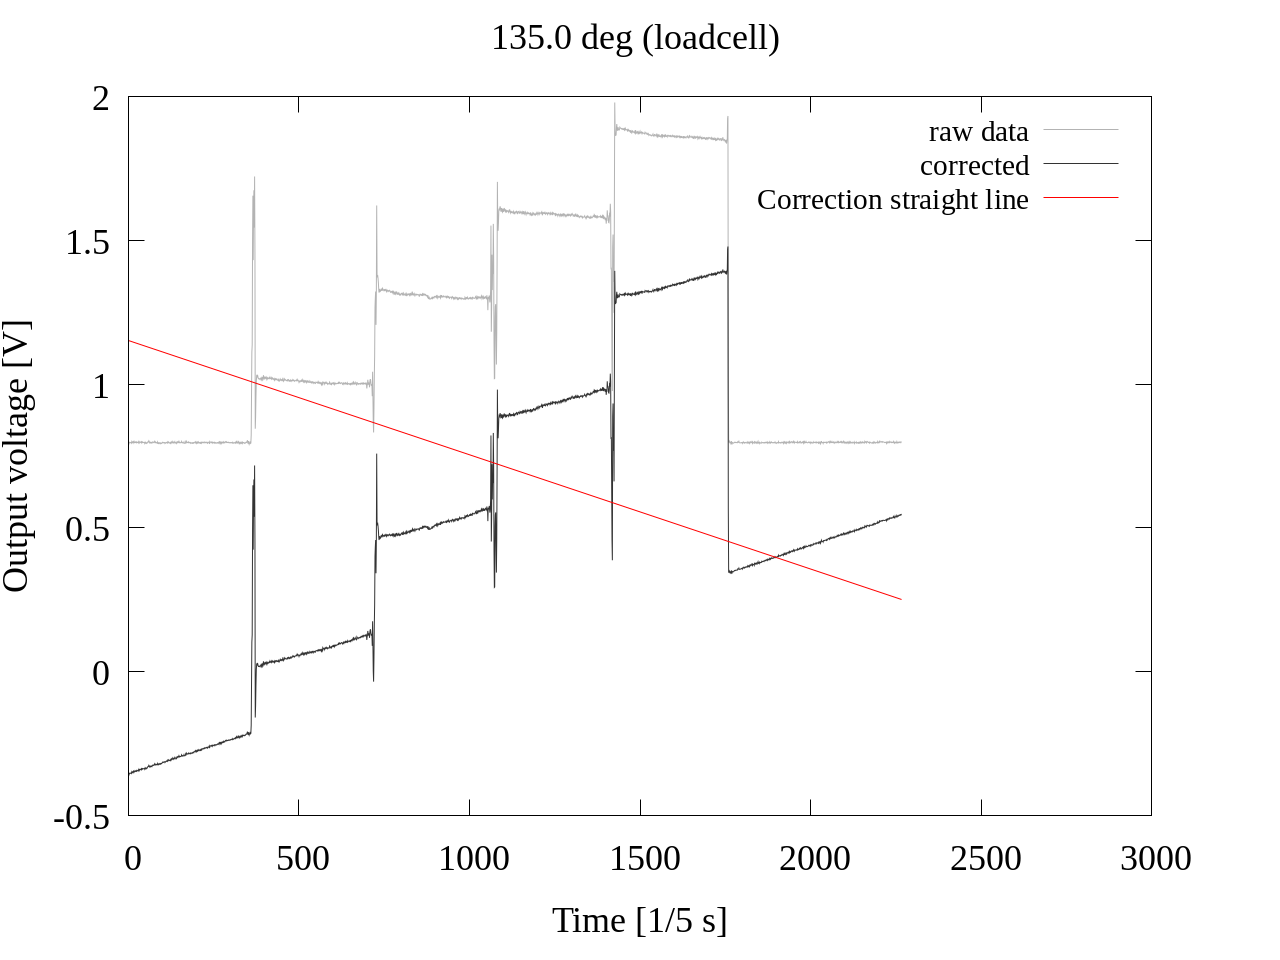 135.0 deg (loadcell)
2
1.5
1
0.5
0
-0.5
Output voltage [V]
raw data
corrected
Correction straight line
0 500 1000 1500 2000 2500 3000
Time [1/5 s]